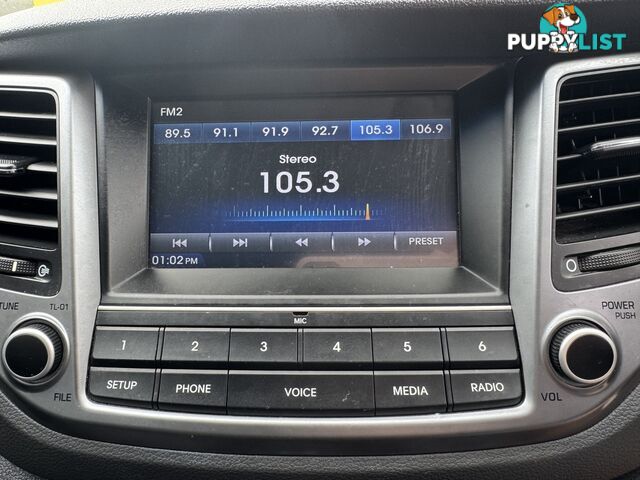 PUPPYLIST
FM2
89.5 91.1 91.9 92.7 105.3 106.9
Stereo
105.3
PRESET
01:02 PM
TUNE TL-01
MIC
POWER
PUSH
1 2 3 4 5 6
SETUP PHONE VOICE MEDIA RADIO
FILE
VOL